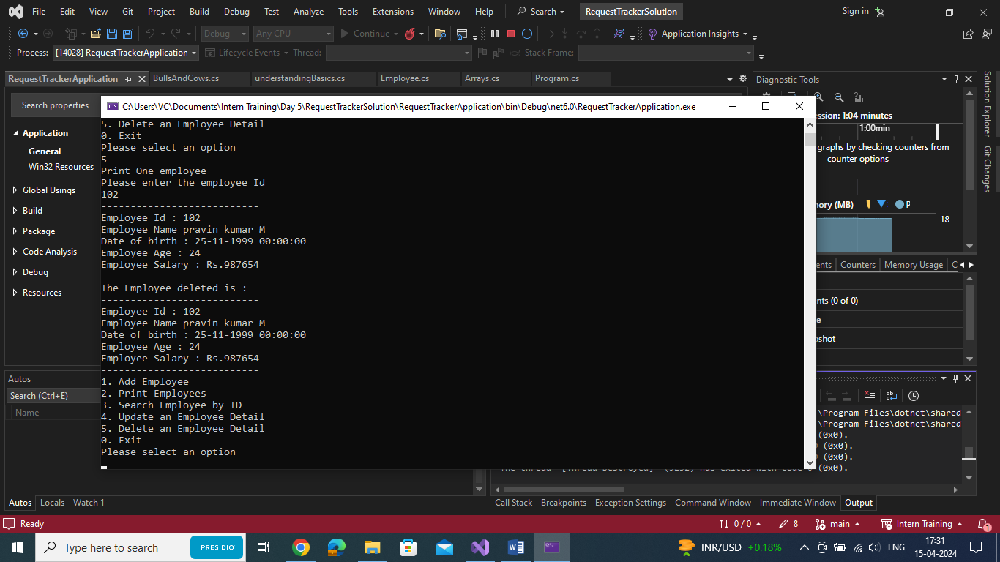 File Edit View Git Project Build Debug Test Analyze Tools Extensions Window Help Search RequestTrackerSolution Sign in
Debug Any CPU Continue Application Insights
Process: [14028] RequestTrackerApplication Lifecycle Events Thread: Stack Frame:
RequestTrackerApplication BullsAndCows.cs understandingBasics.cs Employee.cs Arrays.cs Program.cs
Diagnostic Tools
Solution Explorer
Git Changes
Search properties
Application
General
Win32 Resources
Global Usings
Build
Package
Code Analysis
Debug
Resources
C:\Users\VC\Documents\Intern Training\Day 5\RequestTrackerSolution\RequestTrackerApplication\bin\Debug\net6.0\RequestTrackerApplication.exe
5. Delete an Employee Detail
0. Exit
Please select an option
5
Print One employee
Please enter the employee Id
102
---------------------------
Employee Id : 102
Employee Name pravin kumar M
Date of birth : 25-11-1999 00:00:00
Employee Age : 24
Employee Salary : Rs.987654
---------------------------
The Employee deleted is :
---------------------------
Employee Id : 102
Employee Name pravin kumar M
Date of birth : 25-11-1999 00:00:00
Employee Age : 24
Employee Salary : Rs.987654
---------------------------
1. Add Employee
2. Print Employees
3. Search Employee by ID
4. Update an Employee Detail
5. Delete an Employee Detail
0. Exit
Please select an option
ession: 1:04 minutes
1:00min
graphs by checking counters from
counter options
ory (MB) P
18
ents Counters Memory Usage C
nts (0 of 0)
e
pshot
Autos
Search (Ctrl+E)
Name
\Program Files\dotnet\shared
\Program Files\dotnet\shared
(0x0).
(0x0).
(0x0).
(0x0).
Autos Locals Watch 1
Call Stack Breakpoints Exception Settings Command Window Immediate Window Output
Ready 0 / 0 8 main Intern Training 1
Type here to search PRESIDIO INR/USD +0.18% ENG 17:31
15-04-2024